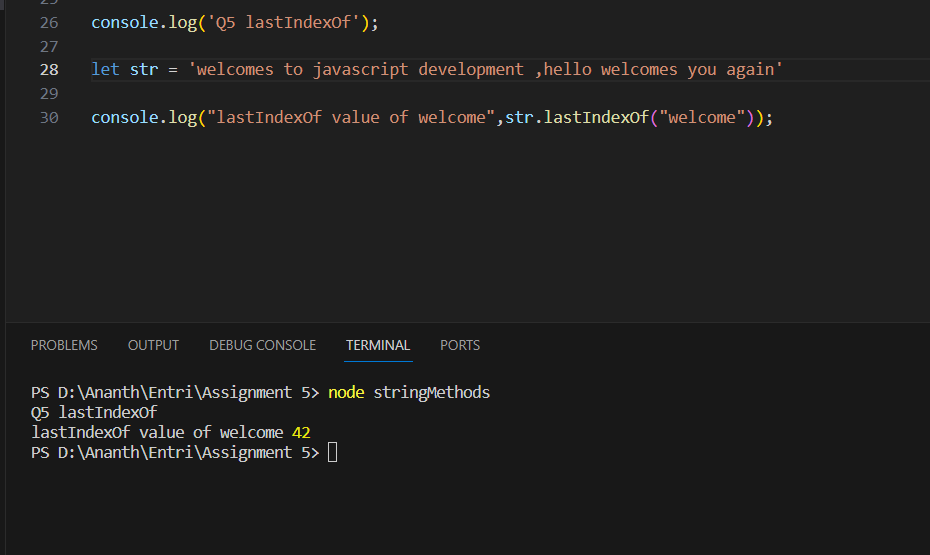 25
26 console.log('Q5 lastIndexOf');
27
28 let str = 'welcomes to javascript development ,hello welcomes you again'
29
30 console.log("lastIndexOf value of welcome",str.lastIndexOf("welcome"));
PROBLEMS OUTPUT DEBUG CONSOLE TERMINAL PORTS
PS D:\Ananth\Entri\Assignment 5> node stringMethods
Q5 lastIndexOf
lastIndexOf value of welcome 42
PS D:\Ananth\Entri\Assignment 5>